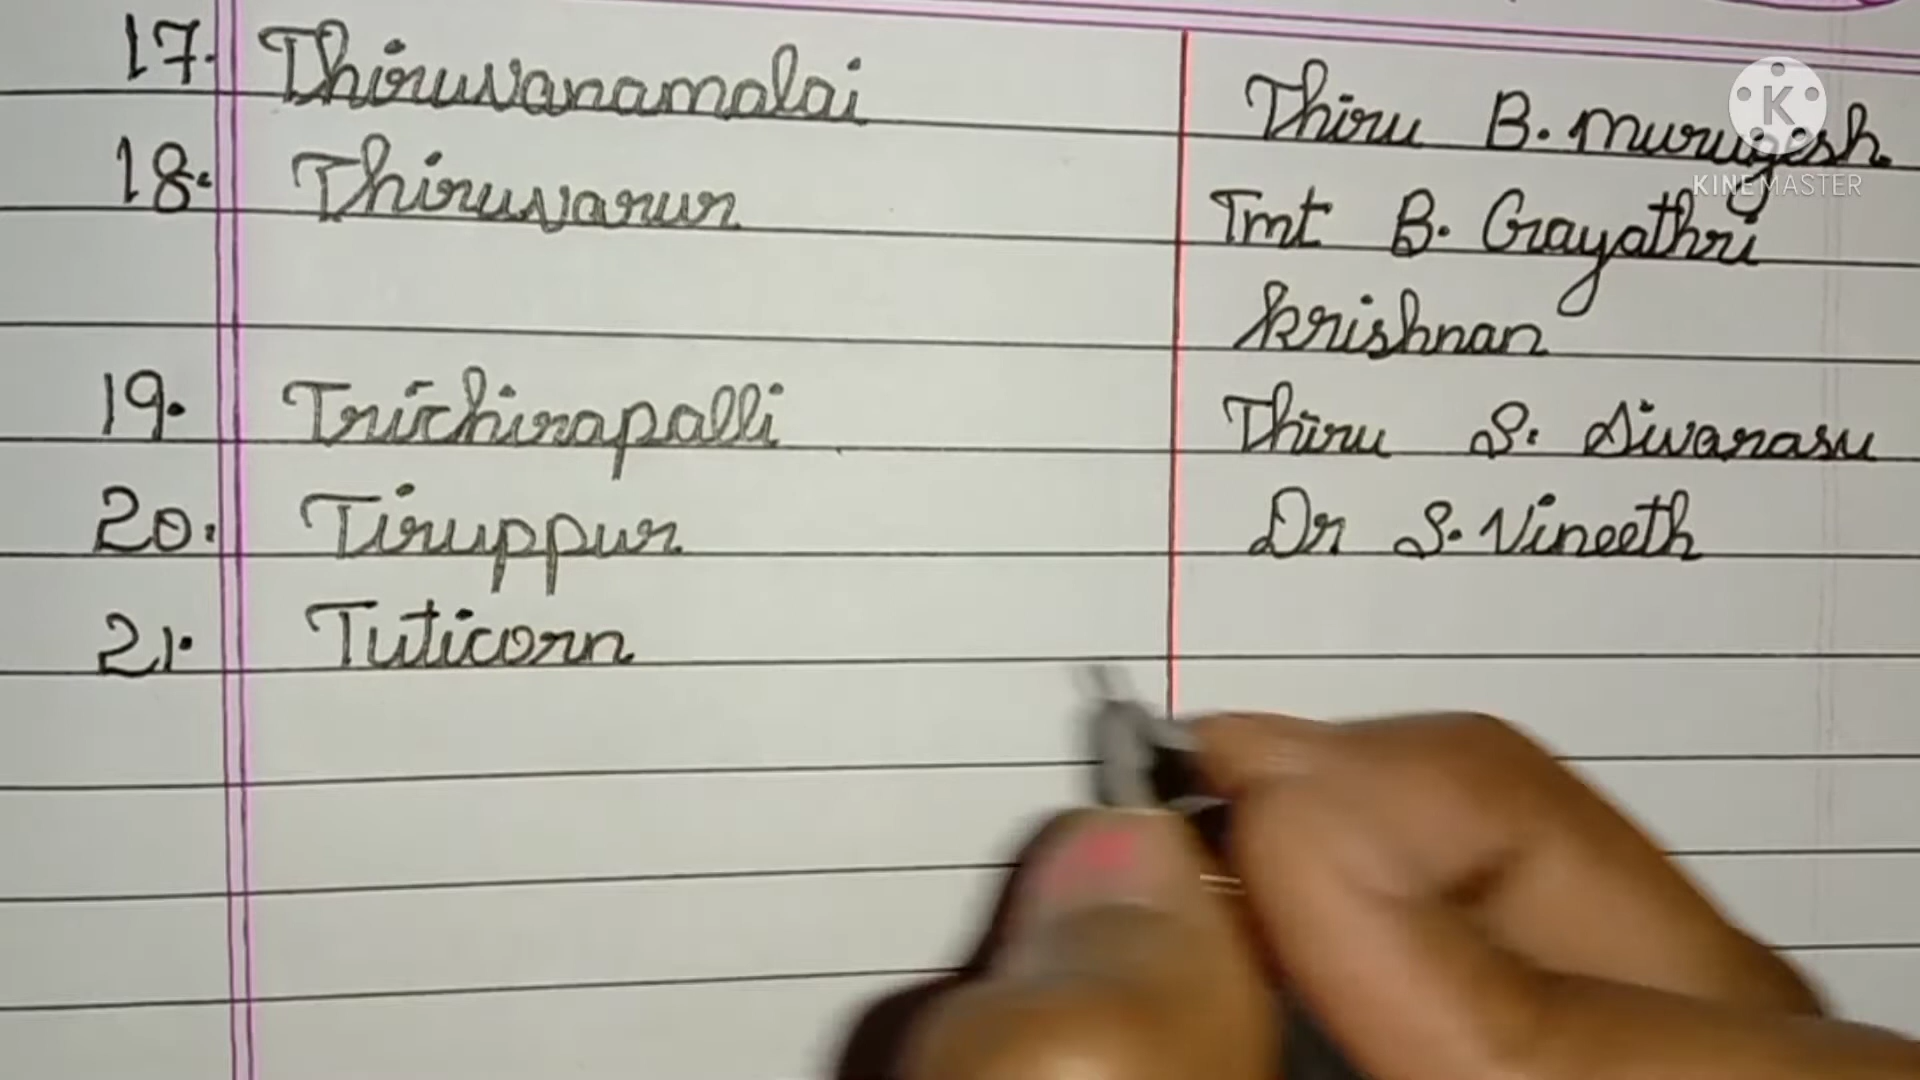 17. Thiruvanamalai Thiru B. Murugesh.
18. Thiruvarur Tmt B. Gayathri
Krishnan
19. Trichirapalli Thiru S. Sivarasu
20. Tiruppur Dr S. Vineeth
21. Tuticorn
K
KINEMASTER